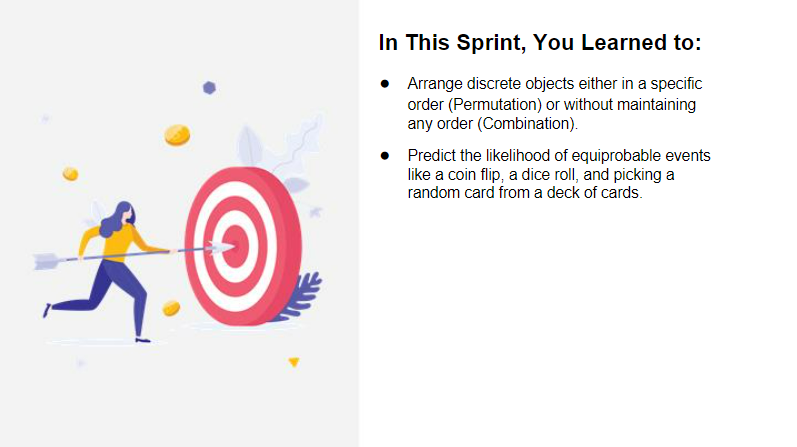 In This Sprint, You Learned to:
● Arrange discrete objects either in a specific
order (Permutation) or without maintaining
any order (Combination).
● Predict the likelihood of equiprobable events
like a coin flip, a dice roll, and picking a
random card from a deck of cards.